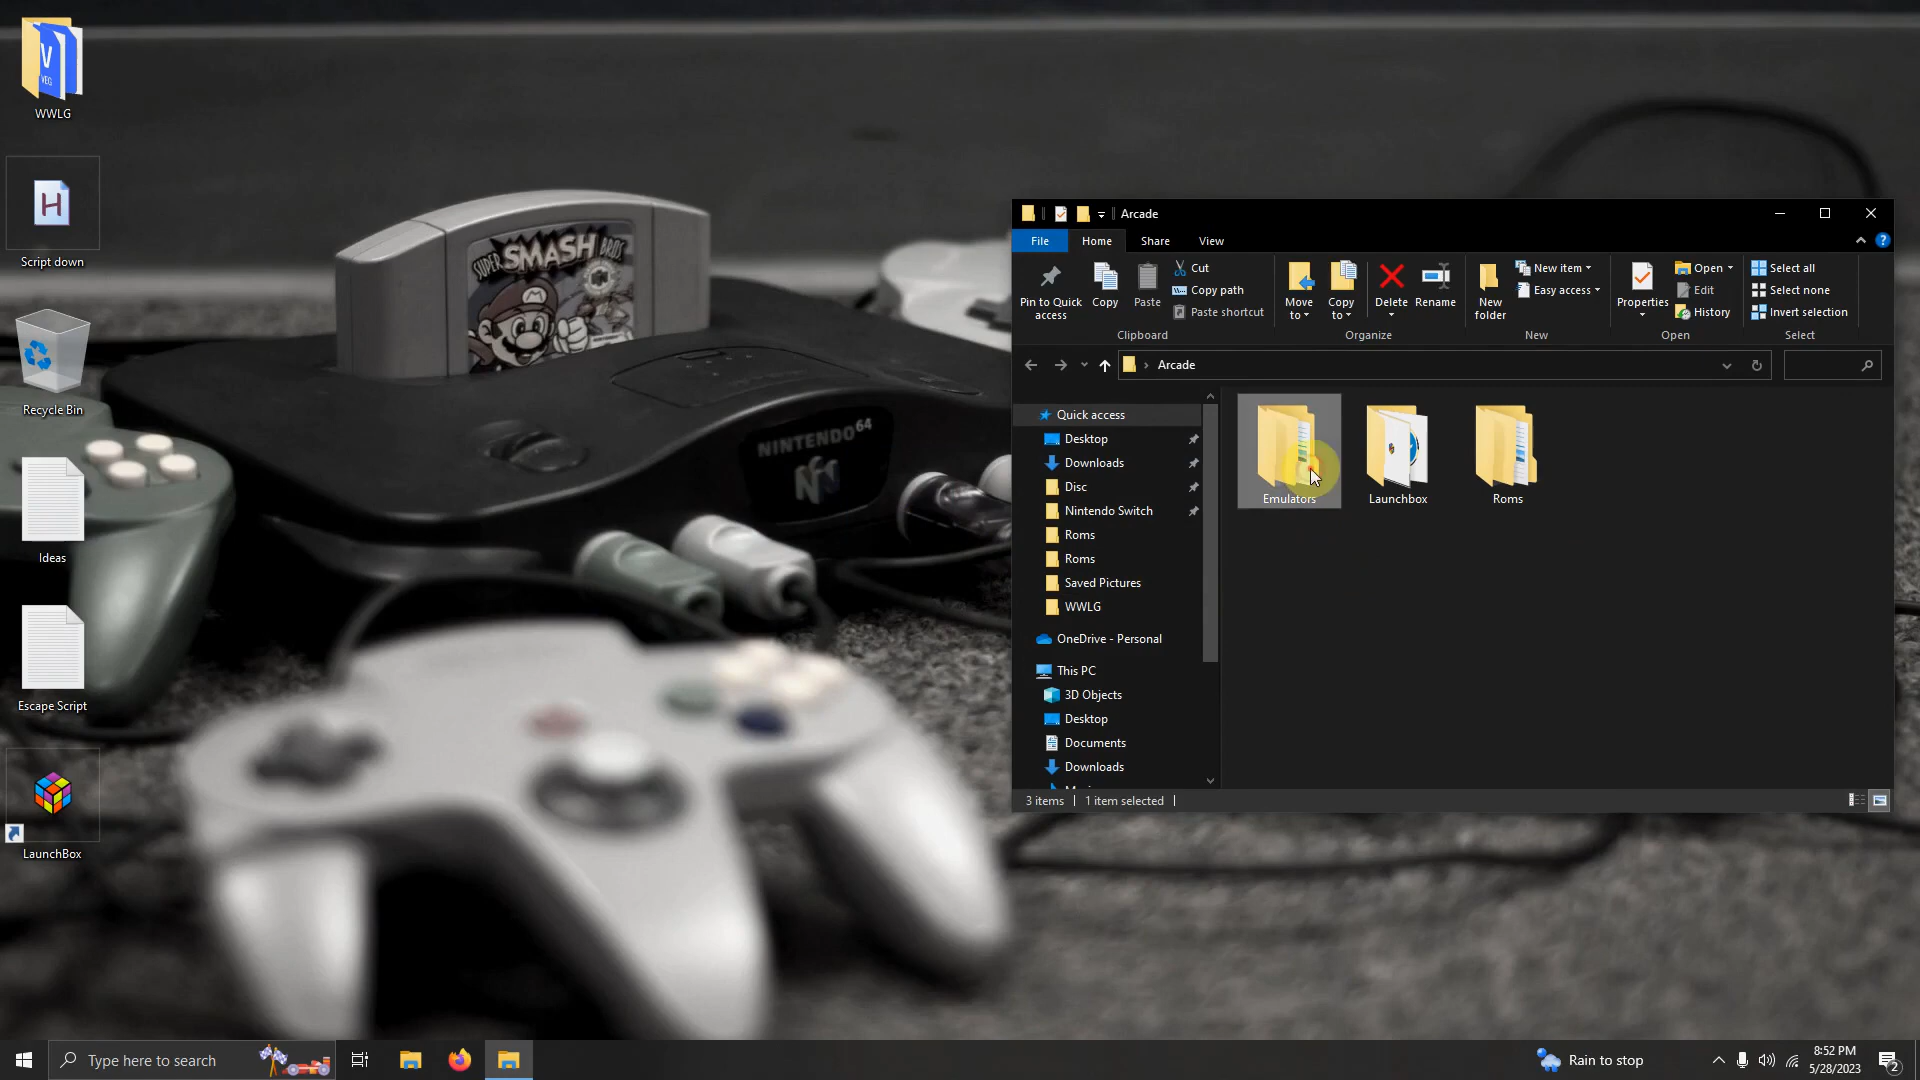 WWLG
Script down
Recycle Bin
Ideas
Escape Script
LaunchBox
V
VEG
H
SUPER
SMASH BROS.
NINTENDO 64
Arcade
File
Home
Share
View
Pin to Quick access
Copy
Paste
Cut
Copy path
Paste shortcut
Clipboard
Move to
Copy to
Delete
Rename
Organize
New folder
New item
Easy access
New
Properties
Open
Edit
History
Open
Select all
Select none
Invert selection
Select
Arcade
Quick access
Desktop
Downloads
Disc
Nintendo Switch
Roms
Roms
Saved Pictures
WWLG
OneDrive - Personal
This PC
3D Objects
Desktop
Documents
Downloads
Emulators
Launchbox
Roms
3 items
1 item selected
Type here to search
Rain to stop
8:52 PM
5/28/2023
2